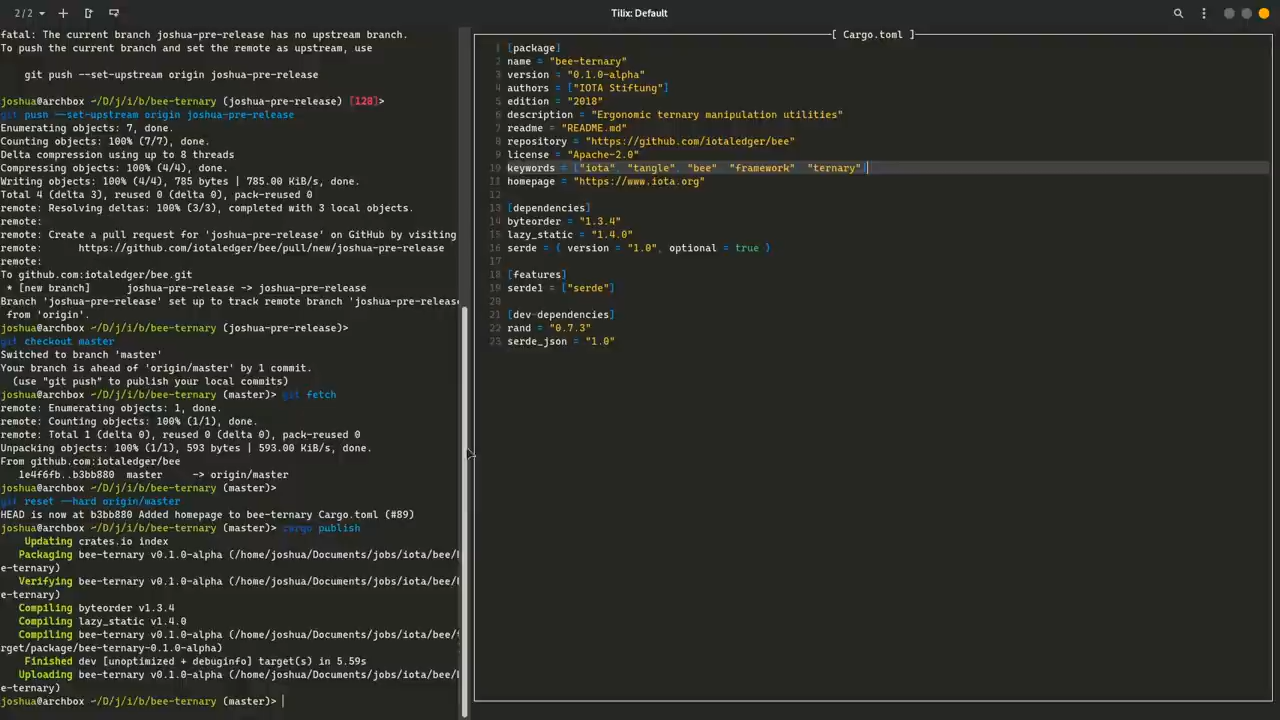 2 / 2
Tilix: Default
fatal: The current branch joshua-pre-release has no upstream branch.
To push the current branch and set the remote as upstream, use
git push --set-upstream origin joshua-pre-release
joshua@archbox ~/D/j/i/b/bee-ternary (joshua-pre-release) [128]>
git push --set-upstream origin joshua-pre-release
Enumerating objects: 7, done.
Counting objects: 100% (7/7), done.
Delta compression using up to 8 threads
Compressing objects: 100% (4/4), done.
Writing objects: 100% (4/4), 785 bytes | 785.00 KiB/s, done.
Total 4 (delta 3), reused 0 (delta 0), pack-reused 0
remote: Resolving deltas: 100% (3/3), completed with 3 local objects.
remote:
remote: Create a pull request for 'joshua-pre-release' on GitHub by visiting
remote:      https://github.com/iotaledger/bee/pull/new/joshua-pre-release
remote:
To github.com:iotaledger/bee.git
* [new branch]      joshua-pre-release -> joshua-pre-release
Branch 'joshua-pre-release' set up to track remote branch 'joshua-pre-release
from 'origin'.
joshua@archbox ~/D/j/i/b/bee-ternary (joshua-pre-release)>
git checkout master
Switched to branch 'master'
Your branch is ahead of 'origin/master' by 1 commit.
(use "git push" to publish your local commits)
joshua@archbox ~/D/j/i/b/bee-ternary (master)> git fetch
remote: Enumerating objects: 1, done.
remote: Counting objects: 100% (1/1), done.
remote: Total 1 (delta 0), reused 0 (delta 0), pack-reused 0
Unpacking objects: 100% (1/1), 593 bytes | 593.00 KiB/s, done.
From github.com:iotaledger/bee
1e4f6fb..b3bb880  master     -> origin/master
joshua@archbox ~/D/j/i/b/bee-ternary (master)>
git reset --hard origin/master
HEAD is now at b3bb880 Added homepage to bee-ternary Cargo.toml (#89)
joshua@archbox ~/D/j/i/b/bee-ternary (master)> cargo publish
Updating crates.io index
Packaging bee-ternary v0.1.0-alpha (/home/joshua/Documents/jobs/iota/bee/b
e-ternary)
Verifying bee-ternary v0.1.0-alpha (/home/joshua/Documents/jobs/iota/bee/b
e-ternary)
Compiling byteorder v1.3.4
Compiling lazy_static v1.4.0
Compiling bee-ternary v0.1.0-alpha (/home/joshua/Documents/jobs/iota/bee/t
rget/package/bee-ternary-0.1.0-alpha)
Finished dev [unoptimized + debuginfo] target(s) in 5.59s
Uploading bee-ternary v0.1.0-alpha (/home/joshua/Documents/jobs/iota/bee/b
e-ternary)
joshua@archbox ~/D/j/i/b/bee-ternary (master)>
[ Cargo.toml ]
1 [package]
2 name = "bee-ternary"
3 version = "0.1.0-alpha"
4 authors = ["IOTA Stiftung"]
5 edition = "2018"
6 description = "Ergonomic ternary manipulation utilities"
7 readme = "README.md"
8 repository = "https://github.com/iotaledger/bee"
9 license = "Apache-2.0"
10 keywords = ["iota", "tangle", "bee"  "framework"  "ternary"]
11 homepage = "https://www.iota.org"
12
13 [dependencies]
14 byteorder = "1.3.4"
15 lazy_static = "1.4.0"
16 serde = { version = "1.0", optional = true }
17
18 [features]
19 serde1 = ["serde"]
20
21 [dev-dependencies]
22 rand = "0.7.3"
23 serde_json = "1.0"